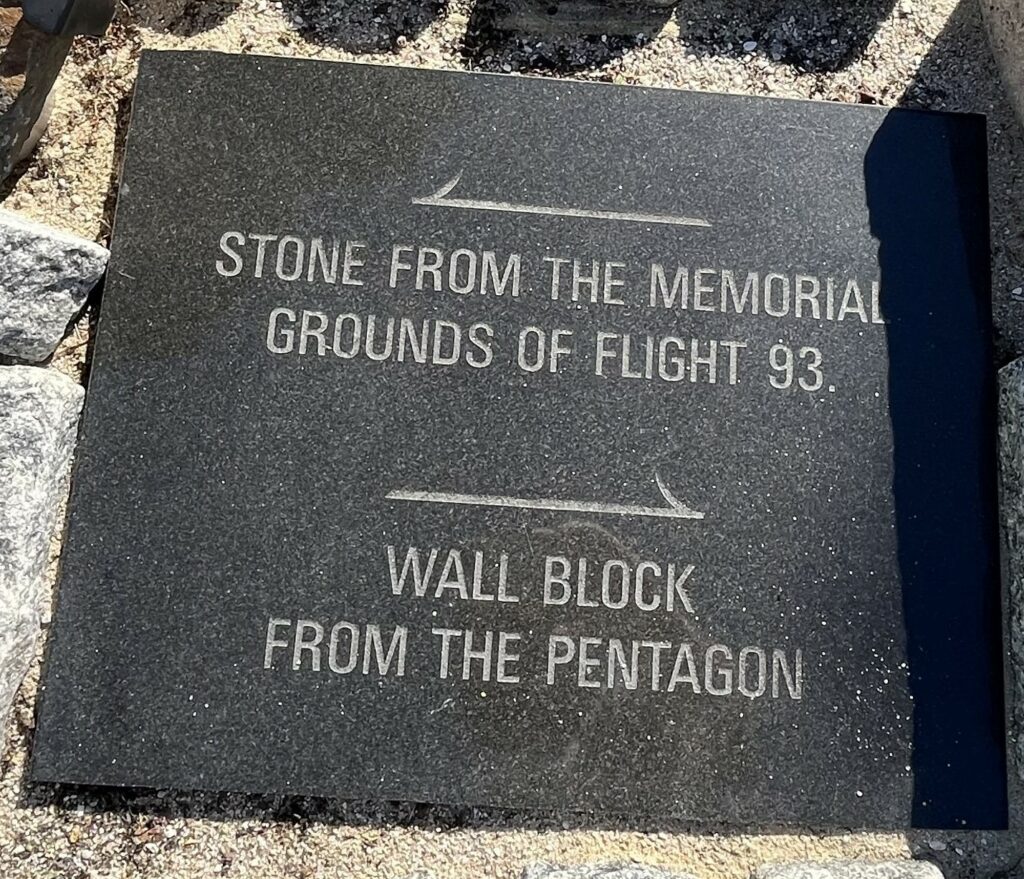 STONE FROM THE MEMORIAL
GROUNDS OF FLIGHT 93.
WALL BLOCK
FROM THE PENTAGON